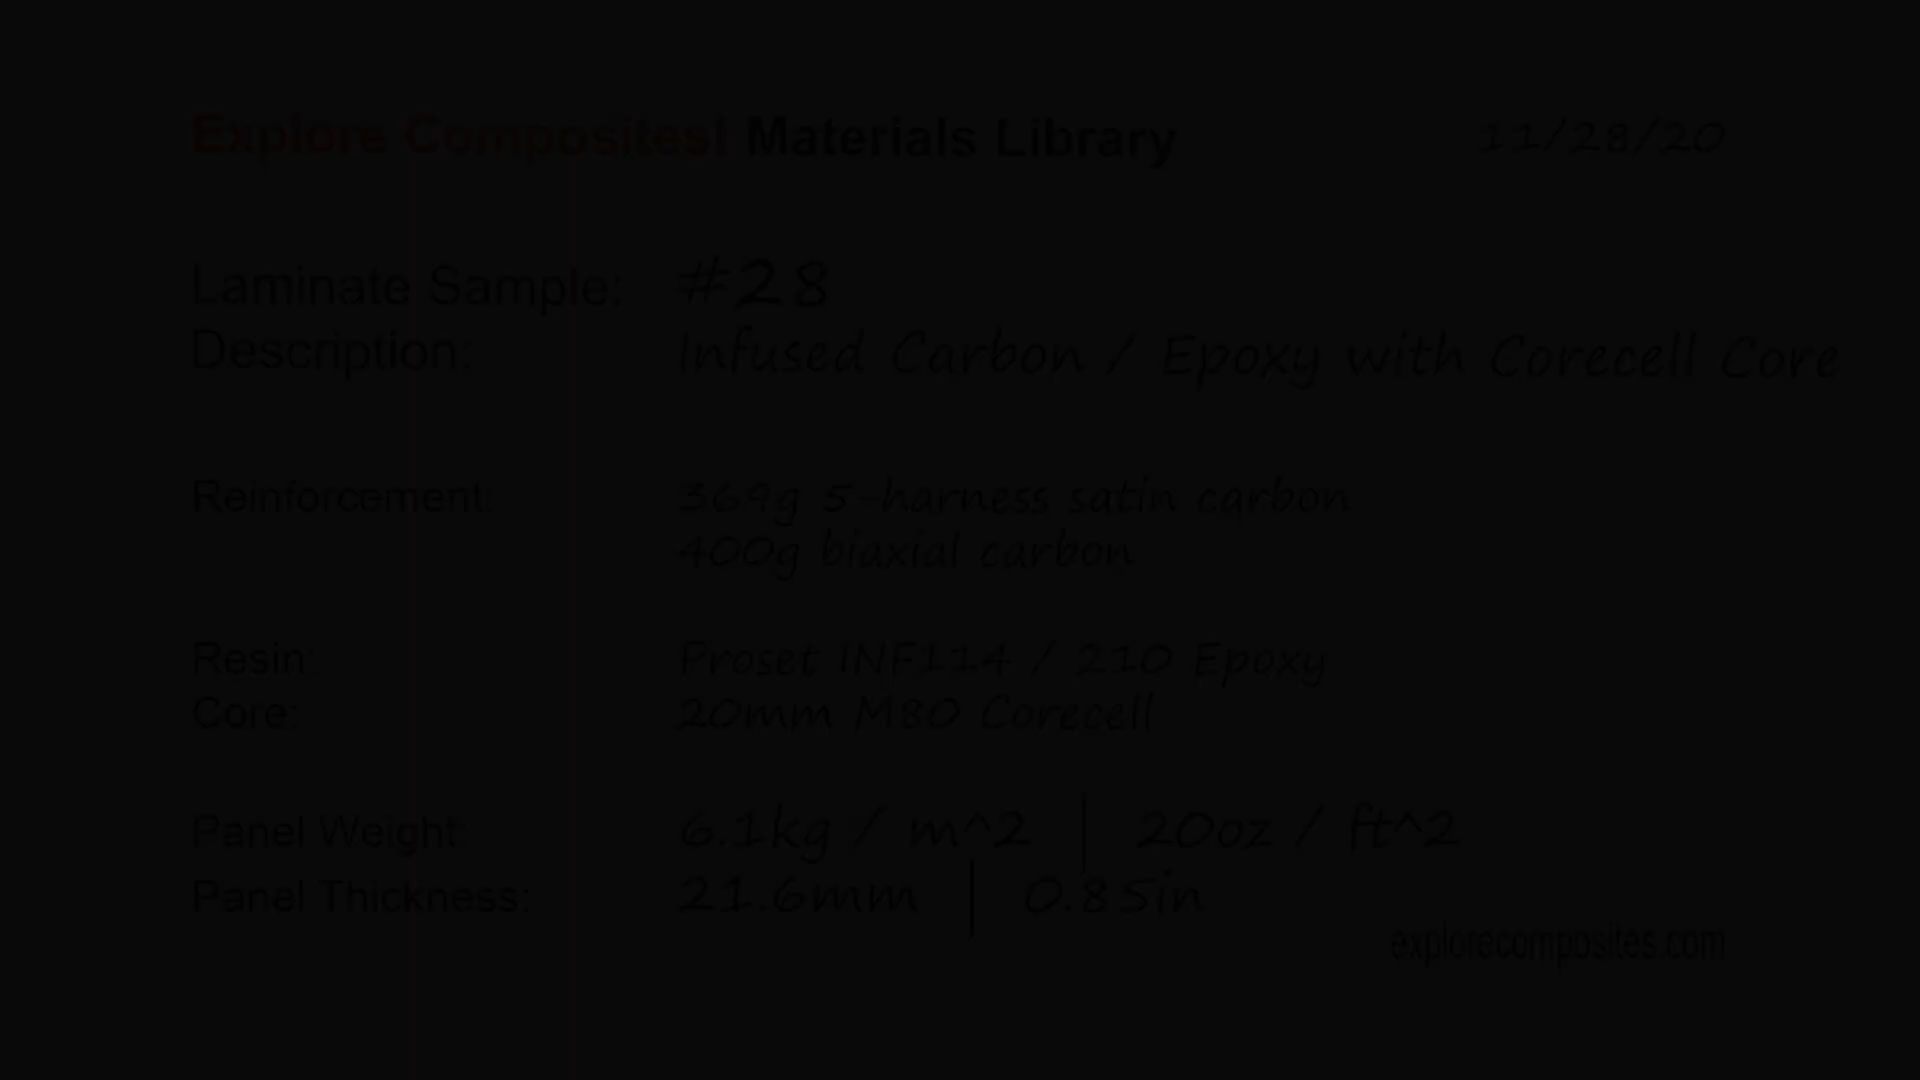 Explore Composites! Materials Library 11/28/20
Laminate Sample: #28
Description: Infused Carbon / Epoxy with Corecell Core
Reinforcement: 369g 5-harness satin carbon
400g biaxial carbon
Resin: Proset INF114 / 210 Epoxy
Core: 20mm M80 Corecell
Panel Weight: 6.1kg / m^2 | 20oz / ft^2
Panel Thickness: 21.6mm | 0.85in
explorecomposites.com